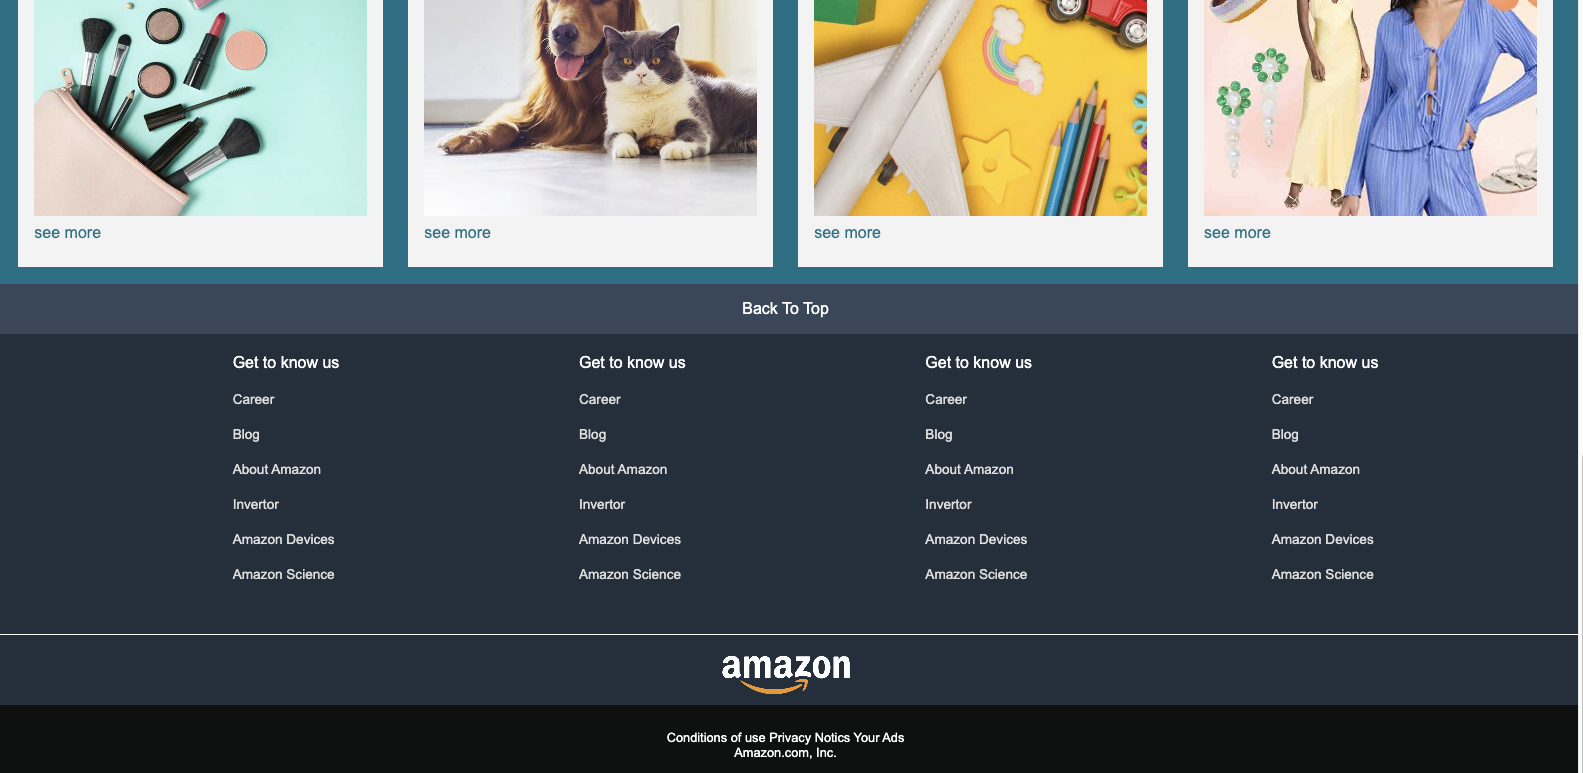 see more
see more
see more
see more
Back To Top
Get to know us
Career
Blog
About Amazon
Invertor
Amazon Devices
Amazon Science
Get to know us
Career
Blog
About Amazon
Invertor
Amazon Devices
Amazon Science
Get to know us
Career
Blog
About Amazon
Invertor
Amazon Devices
Amazon Science
Get to know us
Career
Blog
About Amazon
Invertor
Amazon Devices
Amazon Science
amazon
Conditions of use Privacy Notics Your Ads
Amazon.com, Inc.